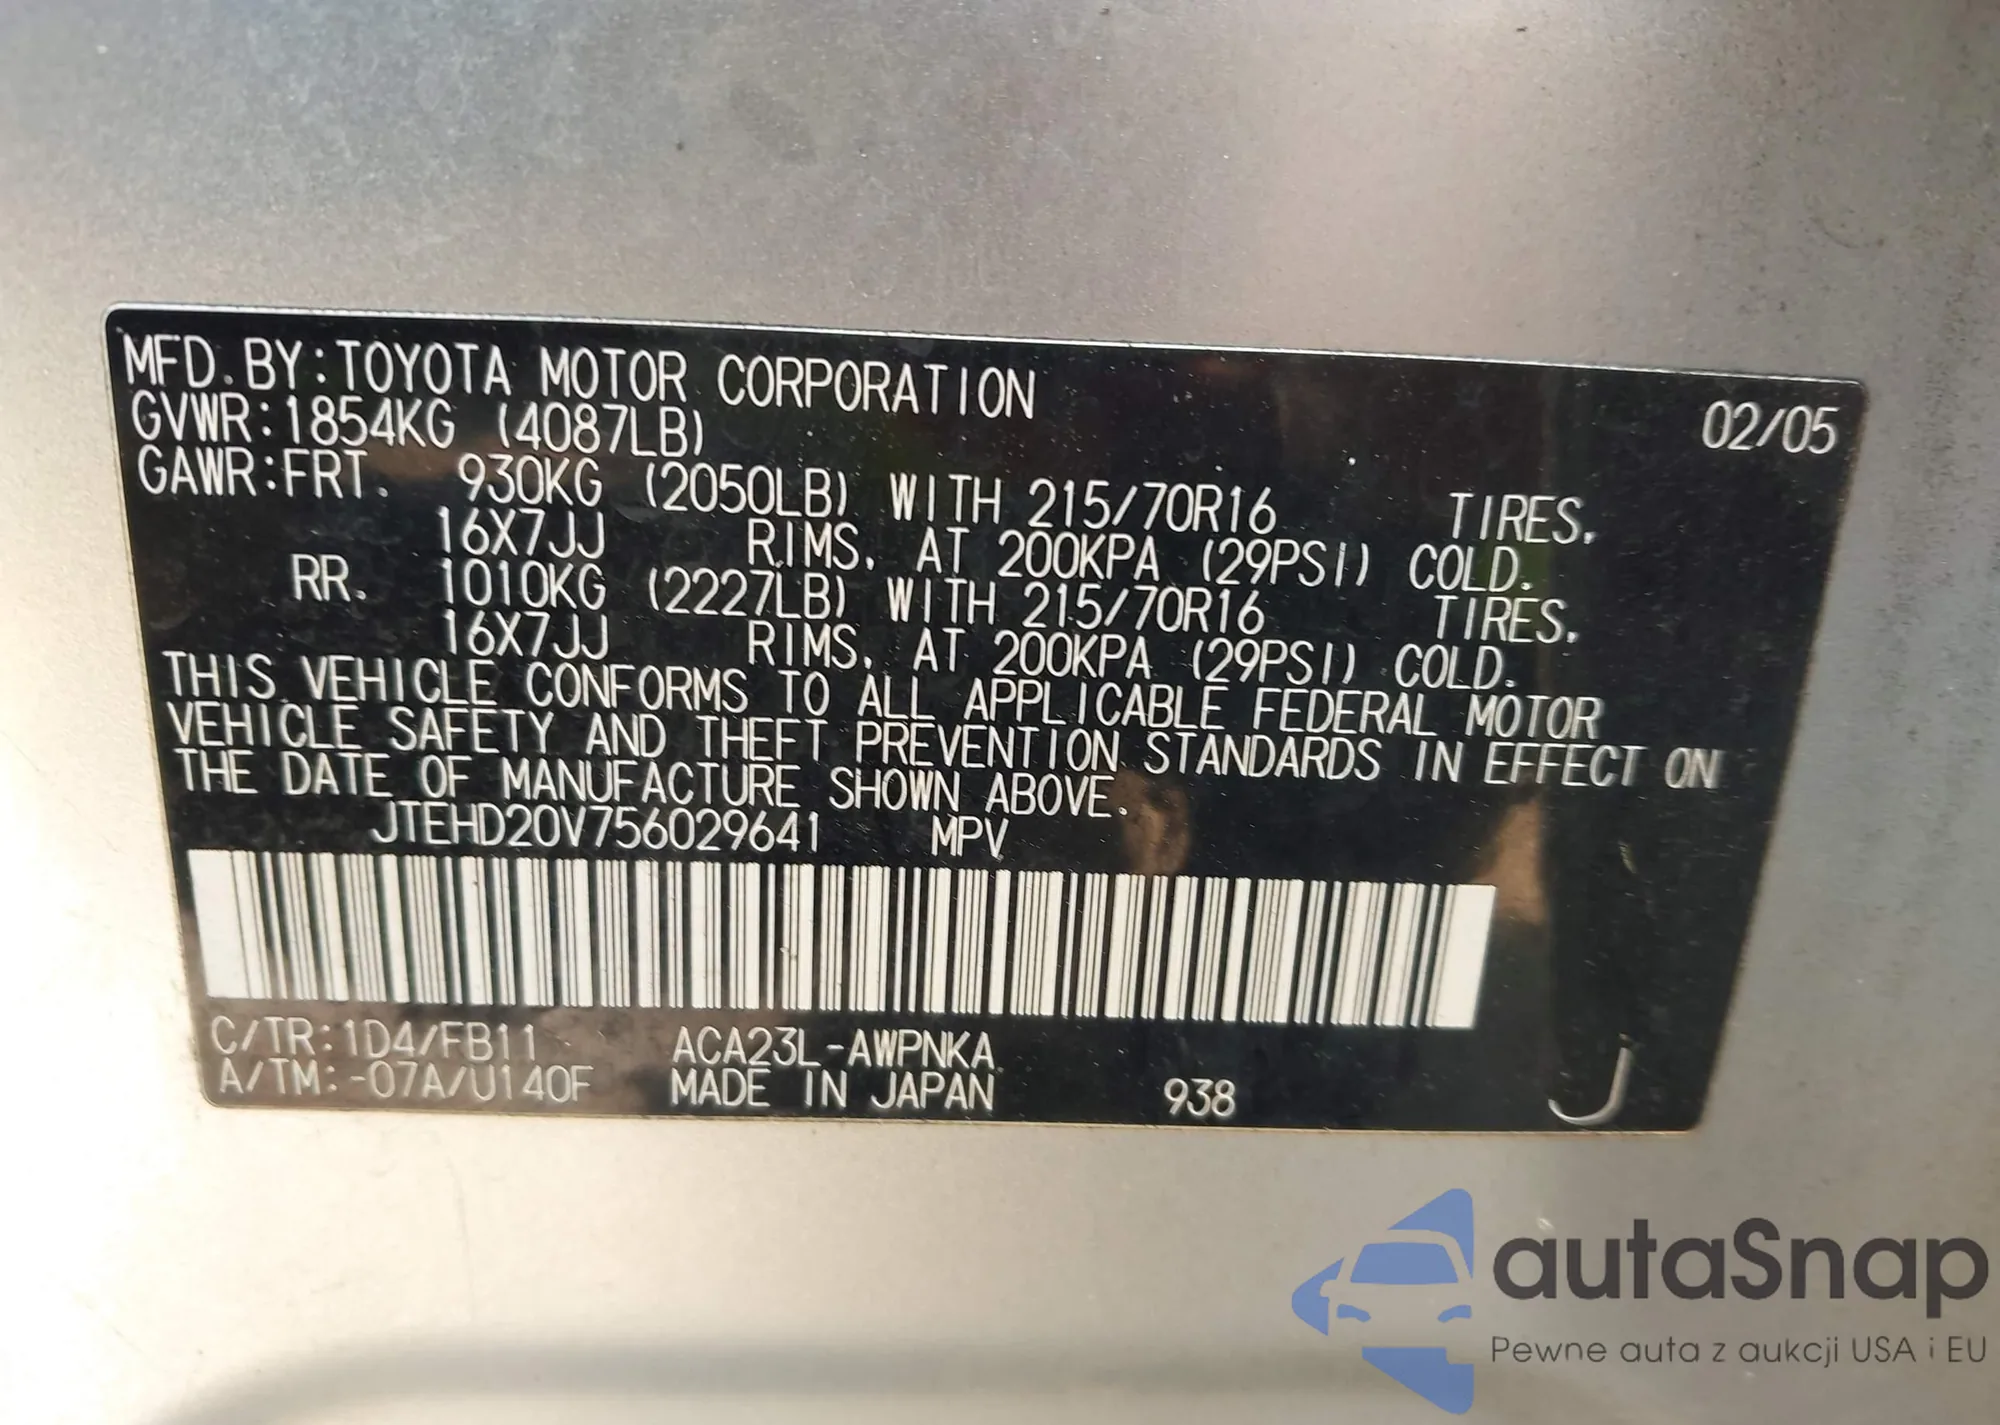 MFD. BY: TOYOTA MOTOR CORPORATION 02/05
GVWR: 1854KG (4087LB)
GAWR: FRT. 930KG (2050LB) WITH 215/70R16 TIRES,
16X7JJ RIMS, AT 200KPA (29PSI) COLD.
RR. 1010KG (2227LB) WITH 215/70R16 TIRES,
16X7JJ RIMS, AT 200KPA (29PSI) COLD.
THIS VEHICLE CONFORMS TO ALL APPLICABLE FEDERAL MOTOR
VEHICLE SAFETY AND THEFT PREVENTION STANDARDS IN EFFECT ON
THE DATE OF MANUFACTURE SHOWN ABOVE.
JTEHD20V756029641 MPV
C/TR: 1D4/FB11 ACA23L-AWPNKA
A/TM: -07A/U140F MADE IN JAPAN 938 J
autaSnap
Pewne auta z aukcji USA i EU